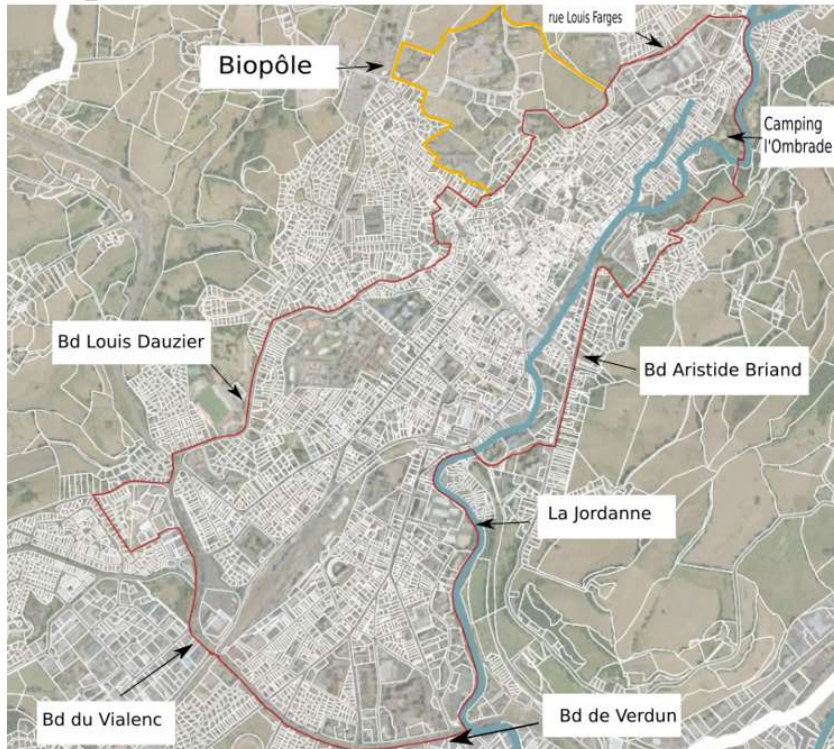 rue Louis Farges
Biopôle
Camping
l'Ombrade
Bd Louis Dauzier
Bd Aristide Briand
La Jordanne
Bd du Vialenc
Bd de Verdun